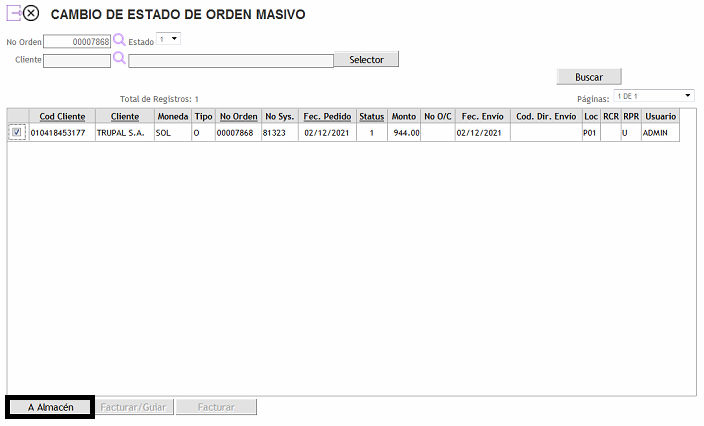 CAMBIO DE ESTADO DE ORDEN MASIVO
No Orden 00007868 Estado 1
Cliente Selector
Buscar
Total de Registros: 1 Páginas: 1 DE 1
Cod Cliente Cliente Moneda Tipo No Orden No Sys. Fec. Pedido Status Monto No O/C Fec. Envío Cod. Dir. Envío Loc RCR RPR Usuario
010418453177 TRUPAL S.A. SOL O 00007868 81323 02/12/2021 1 944.00 02/12/2021 P01 U ADMIN
A Almacén Facturar/Guiar Facturar